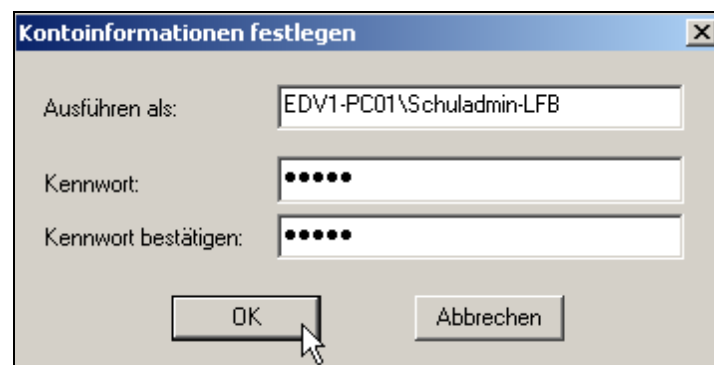 Kontoinformationen festlegen
Ausführen als: EDV1-PC01\Schuladmin-LFB
Kennwort: •••••
Kennwort bestätigen: •••••
OK Abbrechen